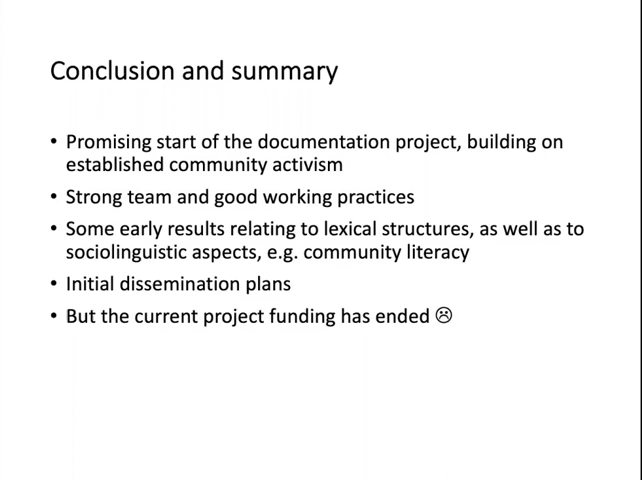 Conclusion and summary
• Promising start of the documentation project, building on
established community activism
• Strong team and good working practices
• Some early results relating to lexical structures, as well as to
sociolinguistic aspects, e.g. community literacy
• Initial dissemination plans
• But the current project funding has ended ☹